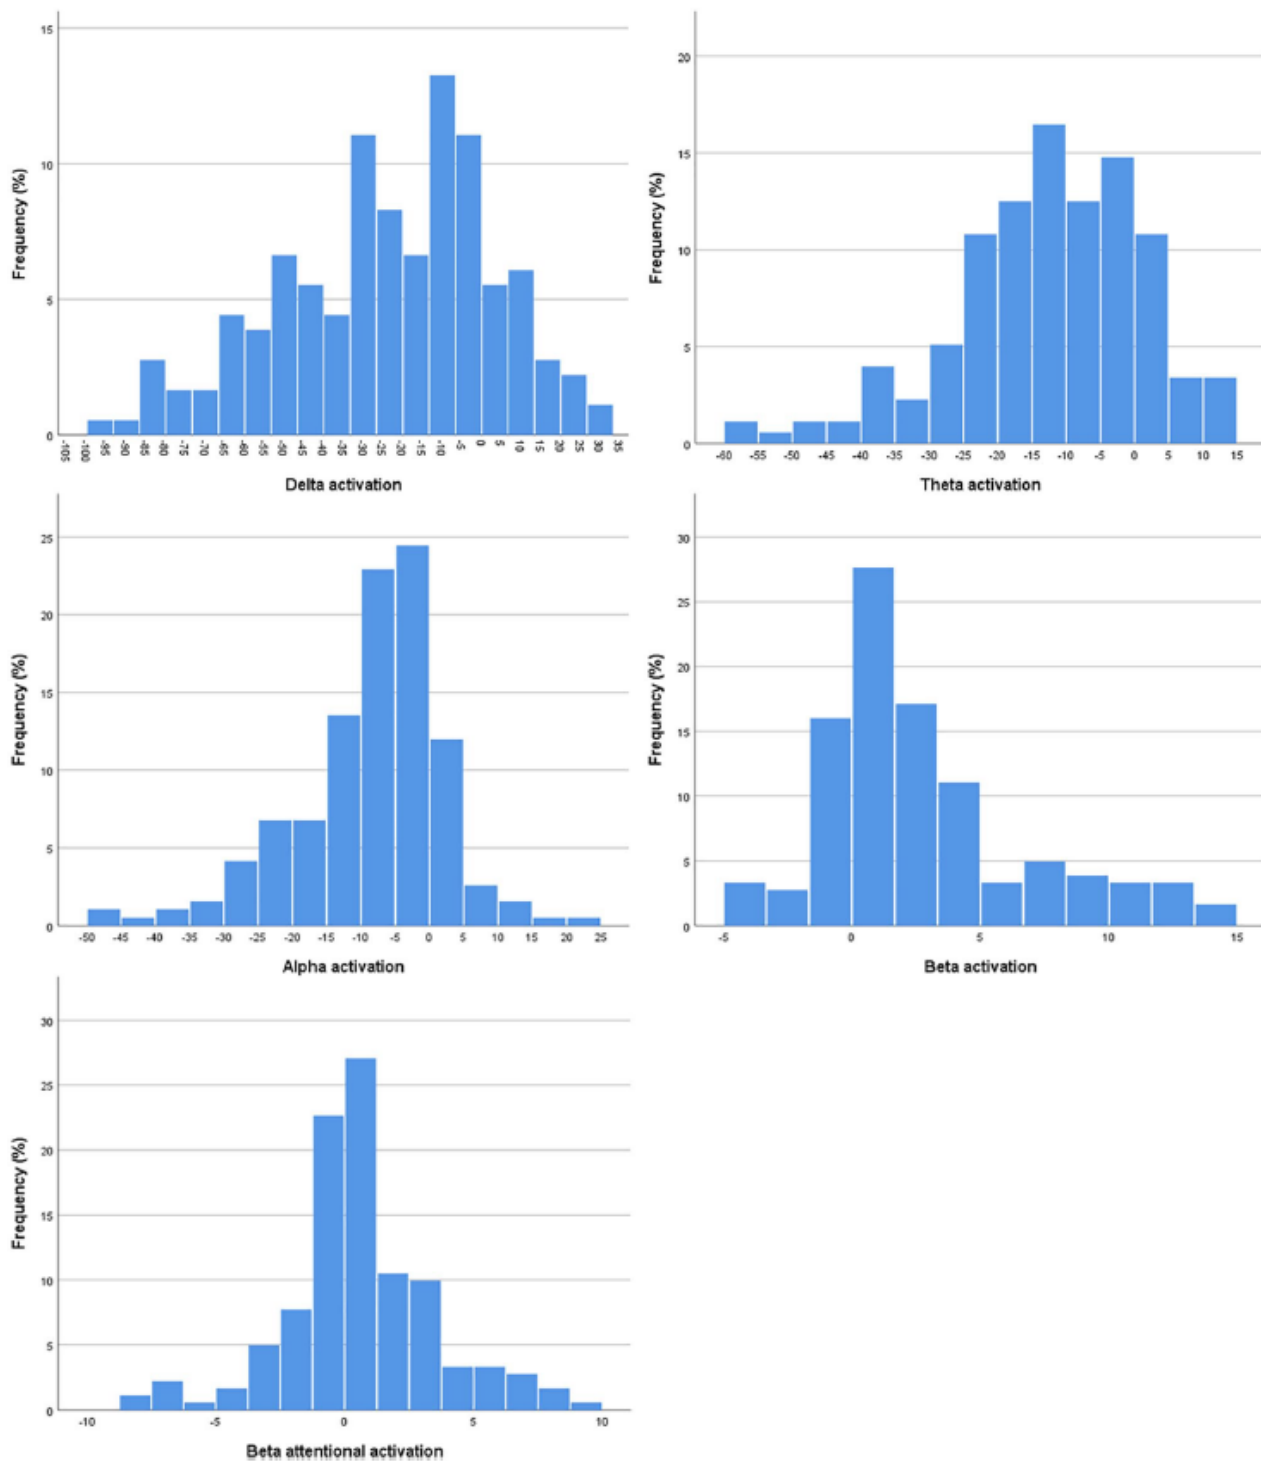 15
10
5
0
Frequency (%)
-105 -100 -95 -90 -85 -80 -75 -70 -65 -60 -55 -50 -45 -40 -35 -30 -25 -20 -15 -10 -5 0 5 10 15 20 25 30 35
Delta activation
20
15
10
5
0
Frequency (%)
-60 -55 -50 -45 -40 -35 -30 -25 -20 -15 -10 -5 0 5 10 15
Theta activation
25
20
15
10
5
0
Frequency (%)
-50 -45 -40 -35 -30 -25 -20 -15 -10 -5 0 5 10 15 20 25
Alpha activation
30
25
20
15
10
5
0
Frequency (%)
-5 0 5 10 15
Beta activation
30
25
20
15
10
5
0
Frequency (%)
-10 -5 0 5 10
Beta attentional activation